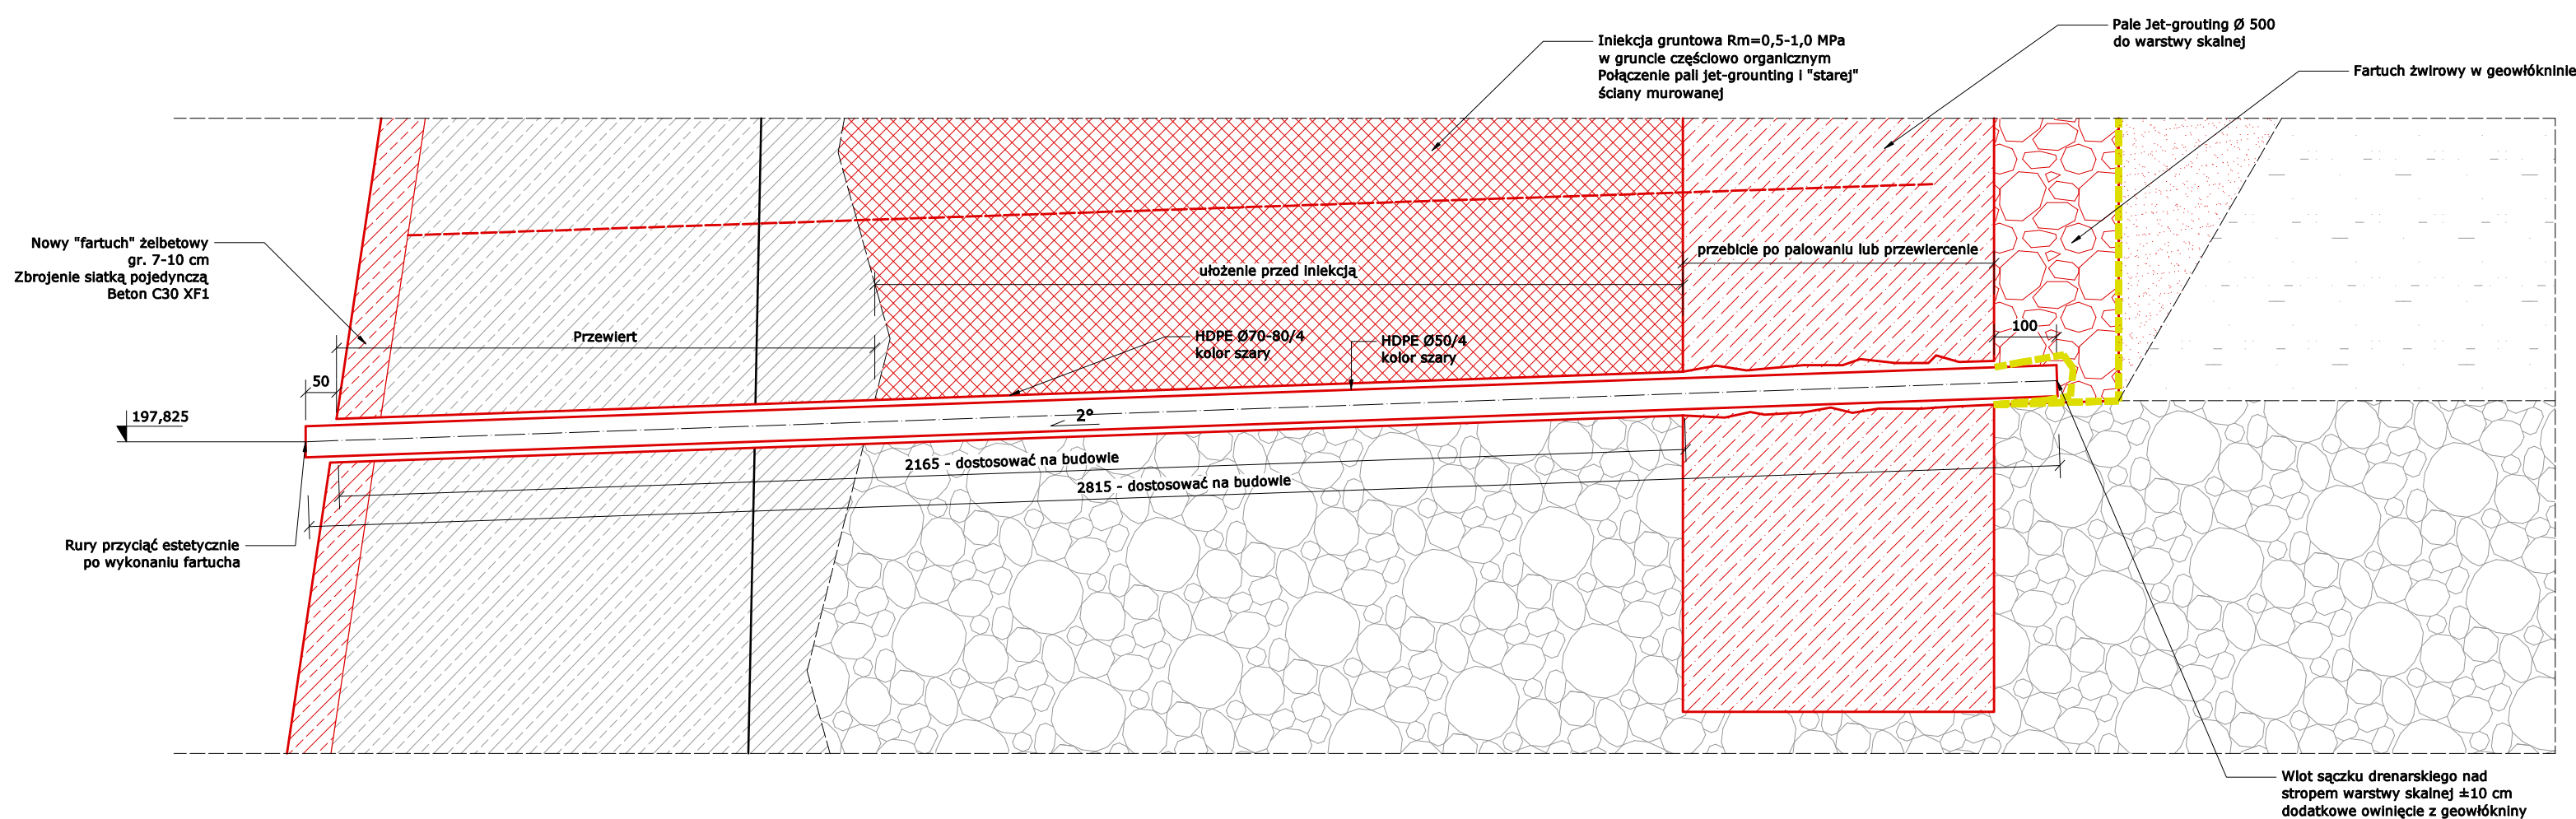 Pale Jet-grouting Ø 500
do warstwy skalnej
Iniekcja gruntowa Rm=0,5-1,0 MPa
w gruncie częściowo organicznym
Połączenie pali jet-grounting i "starej"
ściany murowanej
Fartuch żwirowy w geowłókninie
Nowy "fartuch" żelbetowy
gr. 7-10 cm
Zbrojenie siatką pojedynczą
Beton C30 XF1
przebicie po palowaniu lub przewiercenie
ułożenie przed iniekcją
Przewiert
HDPE Ø70-80/4
kolor szary
HDPE Ø50/4
kolor szary
100
50
197,825
2°
2165 - dostosować na budowie
2815 - dostosować na budowie
Rury przyciąć estetycznie
po wykonaniu fartucha
Wlot sączku drenarskiego nad
stropem warstwy skalnej ±10 cm
dodatkowe owinięcie z geowłókniny